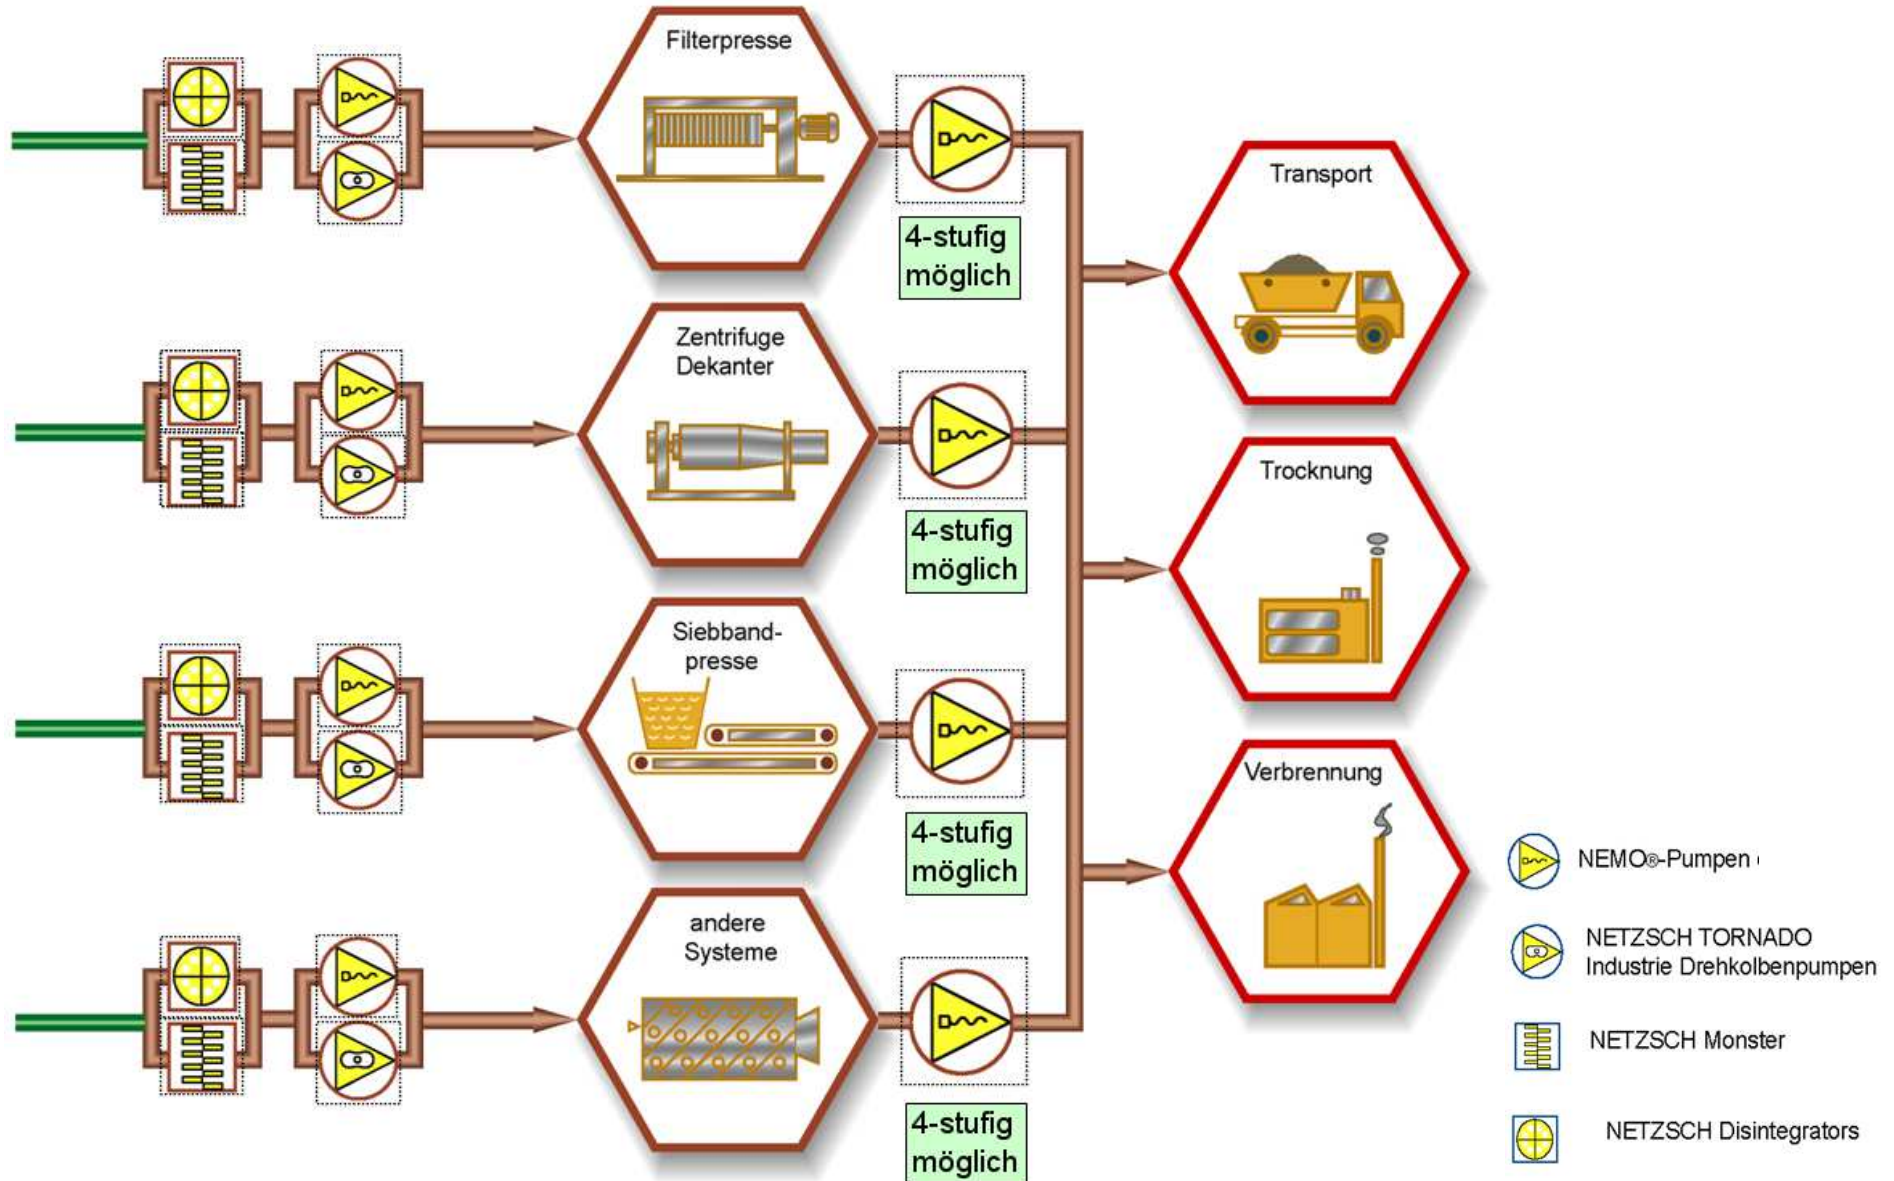 Filterpresse
4-stufig
möglich
Transport
Zentrifuge
Dekanter
4-stufig
möglich
Trocknung
Siebband-
presse
4-stufig
möglich
Verbrennung
andere
Systeme
4-stufig
möglich
NEMO®-Pumpen
NETZSCH TORNADO
Industrie Drehkolbenpumpen
NETZSCH Monster
NETZSCH Disintegrators